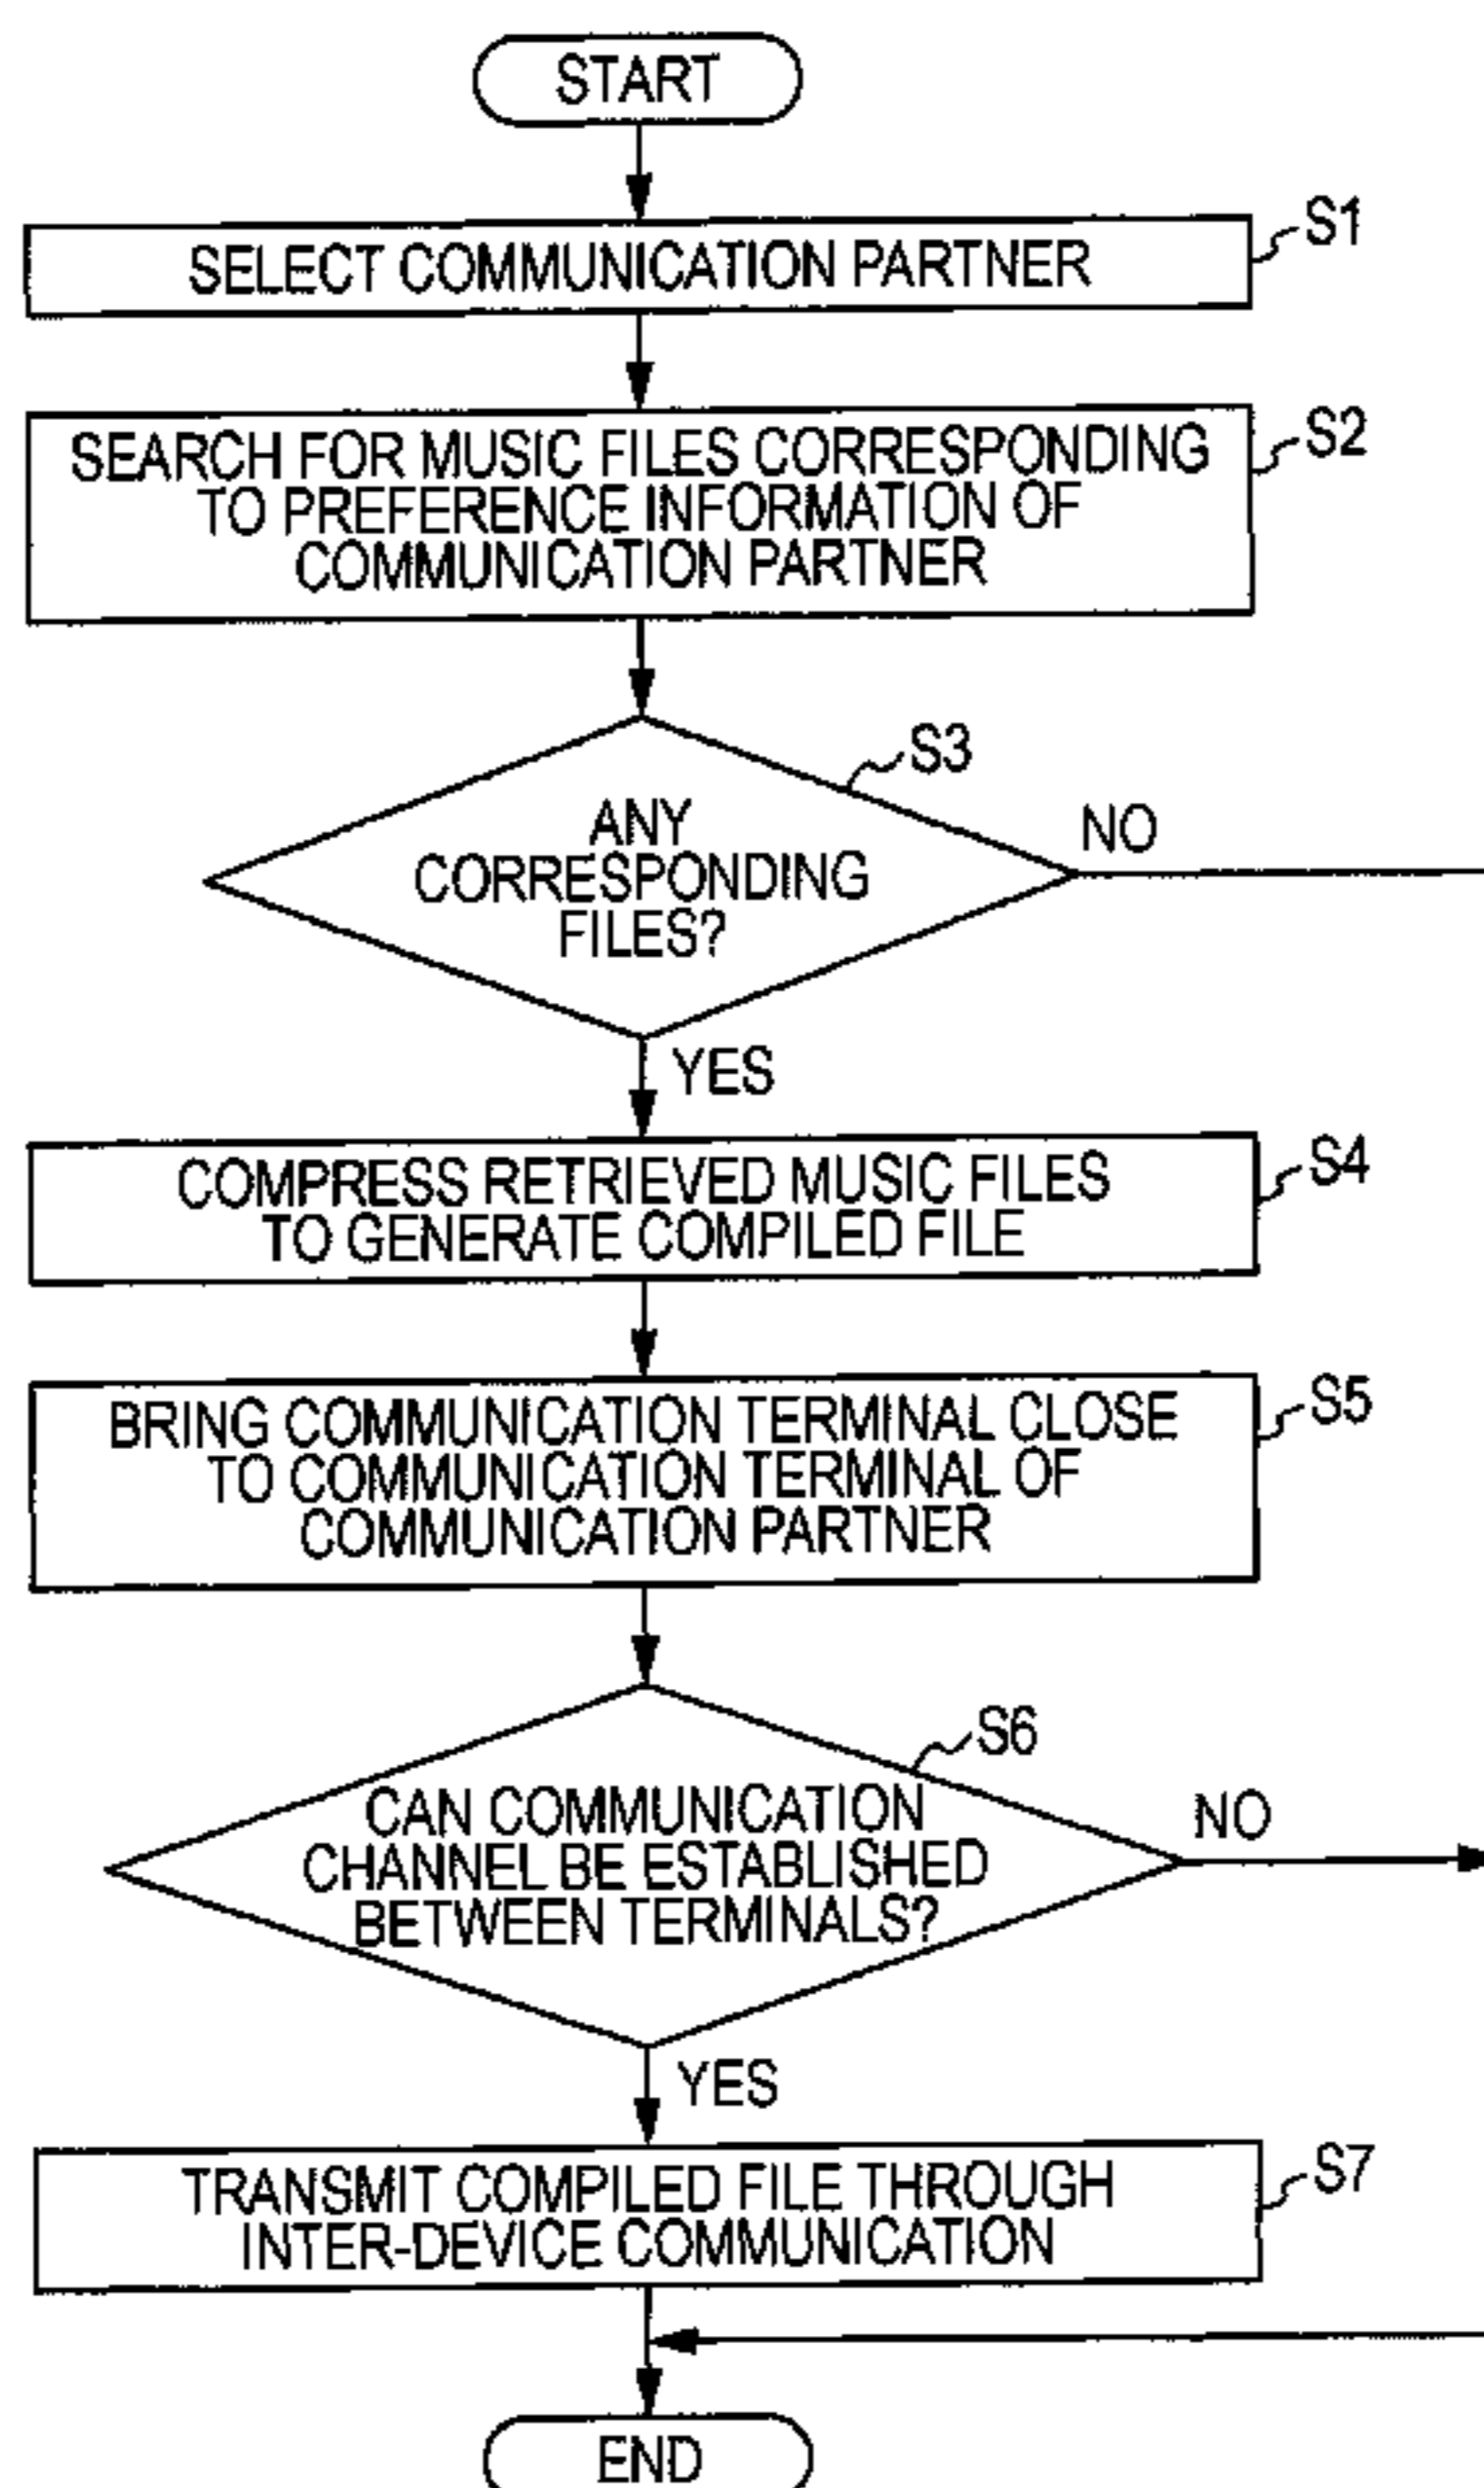 START
SELECT COMMUNICATION PARTNER
S1
SEARCH FOR MUSIC FILES CORRESPONDING
TO PREFERENCE INFORMATION OF
COMMUNICATION PARTNER
S2
S3
ANY
CORRESPONDING
FILES?
NO
YES
COMPRESS RETRIEVED MUSIC FILES
TO GENERATE COMPILED FILE
S4
BRING COMMUNICATION TERMINAL CLOSE
TO COMMUNICATION TERMINAL OF
COMMUNICATION PARTNER
S5
S6
CAN COMMUNICATION
CHANNEL BE ESTABLISHED
BETWEEN TERMINALS?
NO
YES
TRANSMIT COMPILED FILE THROUGH
INTER-DEVICE COMMUNICATION
S7
END